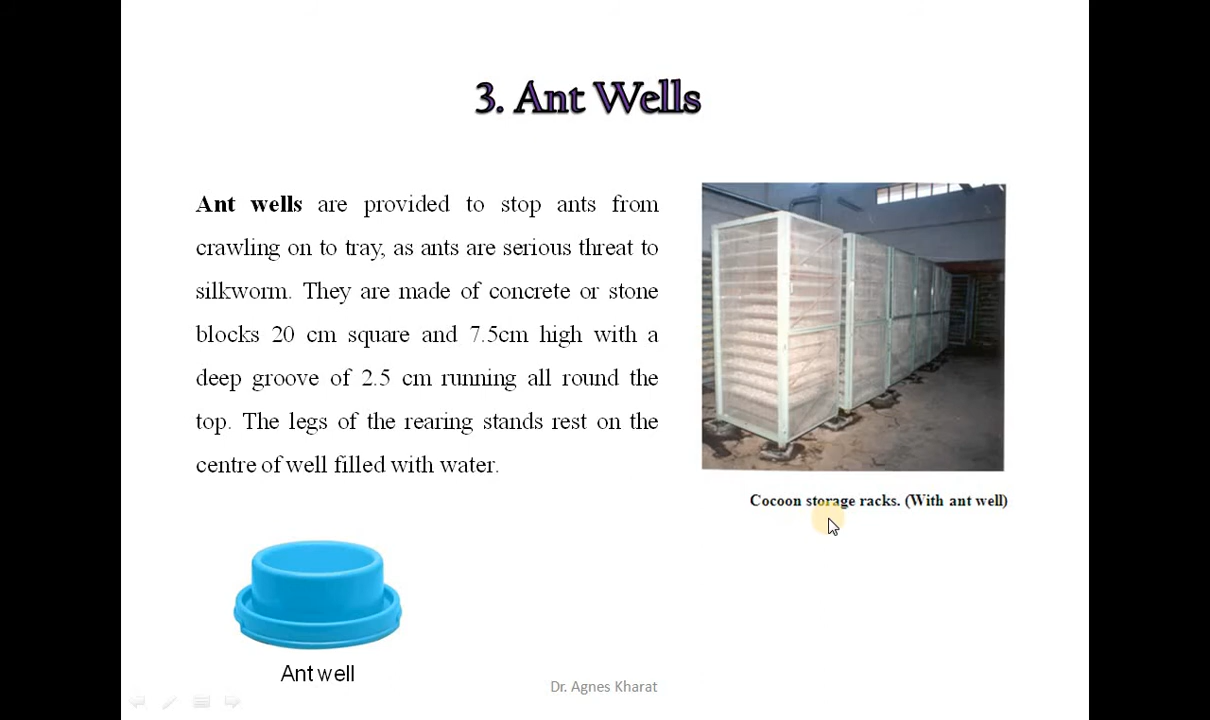 3. Ant Wells
Ant wells are provided to stop ants from
crawling on to tray, as ants are serious threat to
silkworm. They are made of concrete or stone
blocks 20 cm square and 7.5cm high with a
deep groove of 2.5 cm running all round the
top. The legs of the rearing stands rest on the
centre of well filled with water.
Cocoon storage racks. (With ant well)
Ant well
Dr. Agnes Kharat